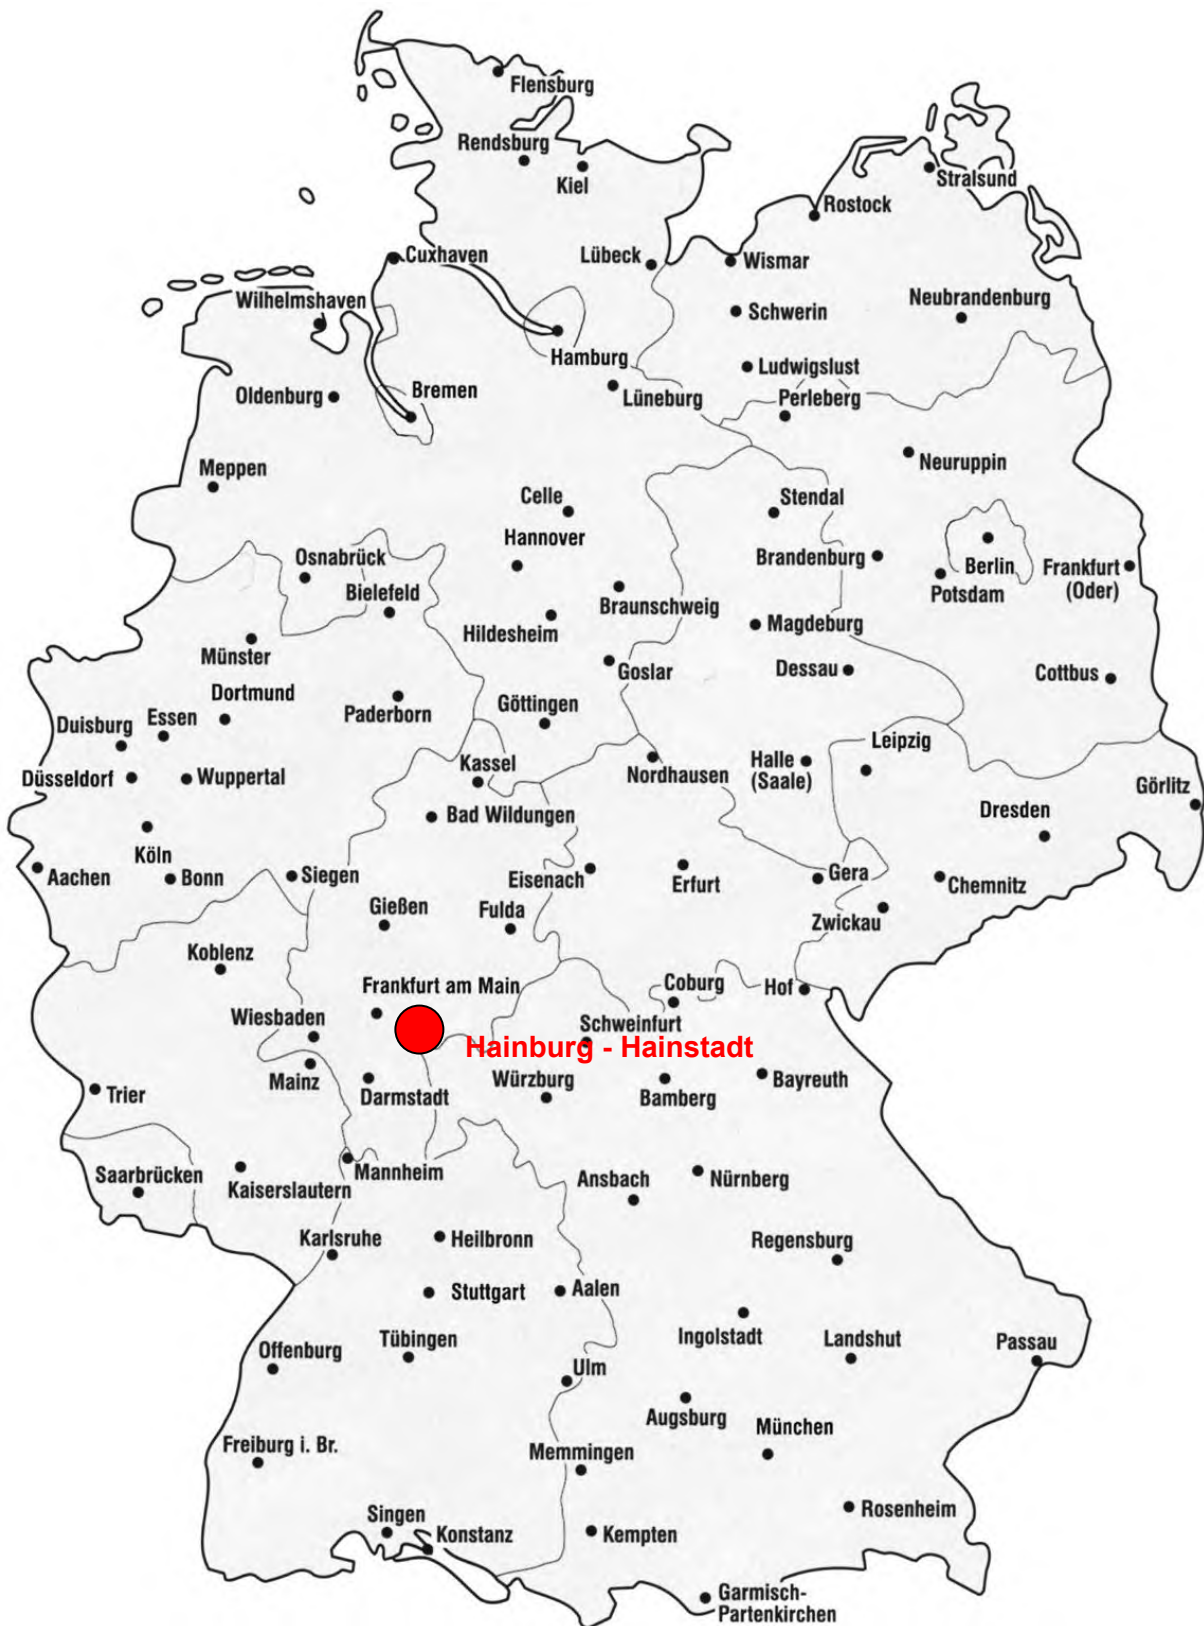 Flensburg
Rendsburg
Kiel
Stralsund
Rostock
Cuxhaven
Lübeck
Wismar
Wilhelmshaven
Neubrandenburg
Schwerin
Hamburg
Ludwigslust
Oldenburg
Bremen
Lüneburg
Perleberg
Meppen
Neuruppin
Celle
Stendal
Hannover
Osnabrück
Brandenburg
Berlin
Frankfurt
(Oder)
Bielefeld
Potsdam
Braunschweig
Hildesheim
Magdeburg
Münster
Goslar
Dessau
Cottbus
Dortmund
Paderborn
Göttingen
Duisburg
Essen
Leipzig
Düsseldorf
Wuppertal
Kassel
Nordhausen
Halle
(Saale)
Görlitz
Bad Wildungen
Dresden
Köln
Aachen
Bonn
Siegen
Eisenach
Erfurt
Gera
Chemnitz
Gießen
Fulda
Zwickau
Koblenz
Frankfurt am Main
Coburg
Hof
Wiesbaden
Schweinfurt
Hainburg - Hainstadt
Mainz
Darmstadt
Würzburg
Bamberg
Bayreuth
Trier
Saarbrücken
Kaiserslautern
Mannheim
Ansbach
Nürnberg
Karlsruhe
Heilbronn
Regensburg
Stuttgart
Aalen
Ingolstadt
Landshut
Passau
Offenburg
Tübingen
Ulm
Augsburg
München
Freiburg i. Br.
Memmingen
Rosenheim
Singen
Konstanz
Kempten
Garmisch-
Partenkirchen